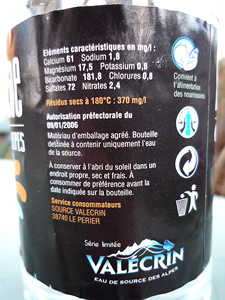 Eléments caractéristiques en mg/l :
Calcium 61 Sodium 1,8
Magnésium 17,5 Potassium 0,8
Bicarbonate 181,8 Chlorures 0,8
Sulfates 72 Nitrates 2,4
Résidus secs à 180°C : 370 mg/l
Autorisation préfectorale du
09/01/2006
Matériau d'emballage agréé. Bouteille
destinée à contenir uniquement l'eau
de la source.
À conserver à l'abri du soleil dans un
endroit propre, sec et frais. À
consommer de préférence avant la
date indiquée sur la bouteille.
Service consommateurs
SOURCE VALECRIN
38740 LE PERIER
Convient à
l'alimentation
des nourrissons
Série limitée
VALECRIN
EAU DE SOURCE DES ALPES